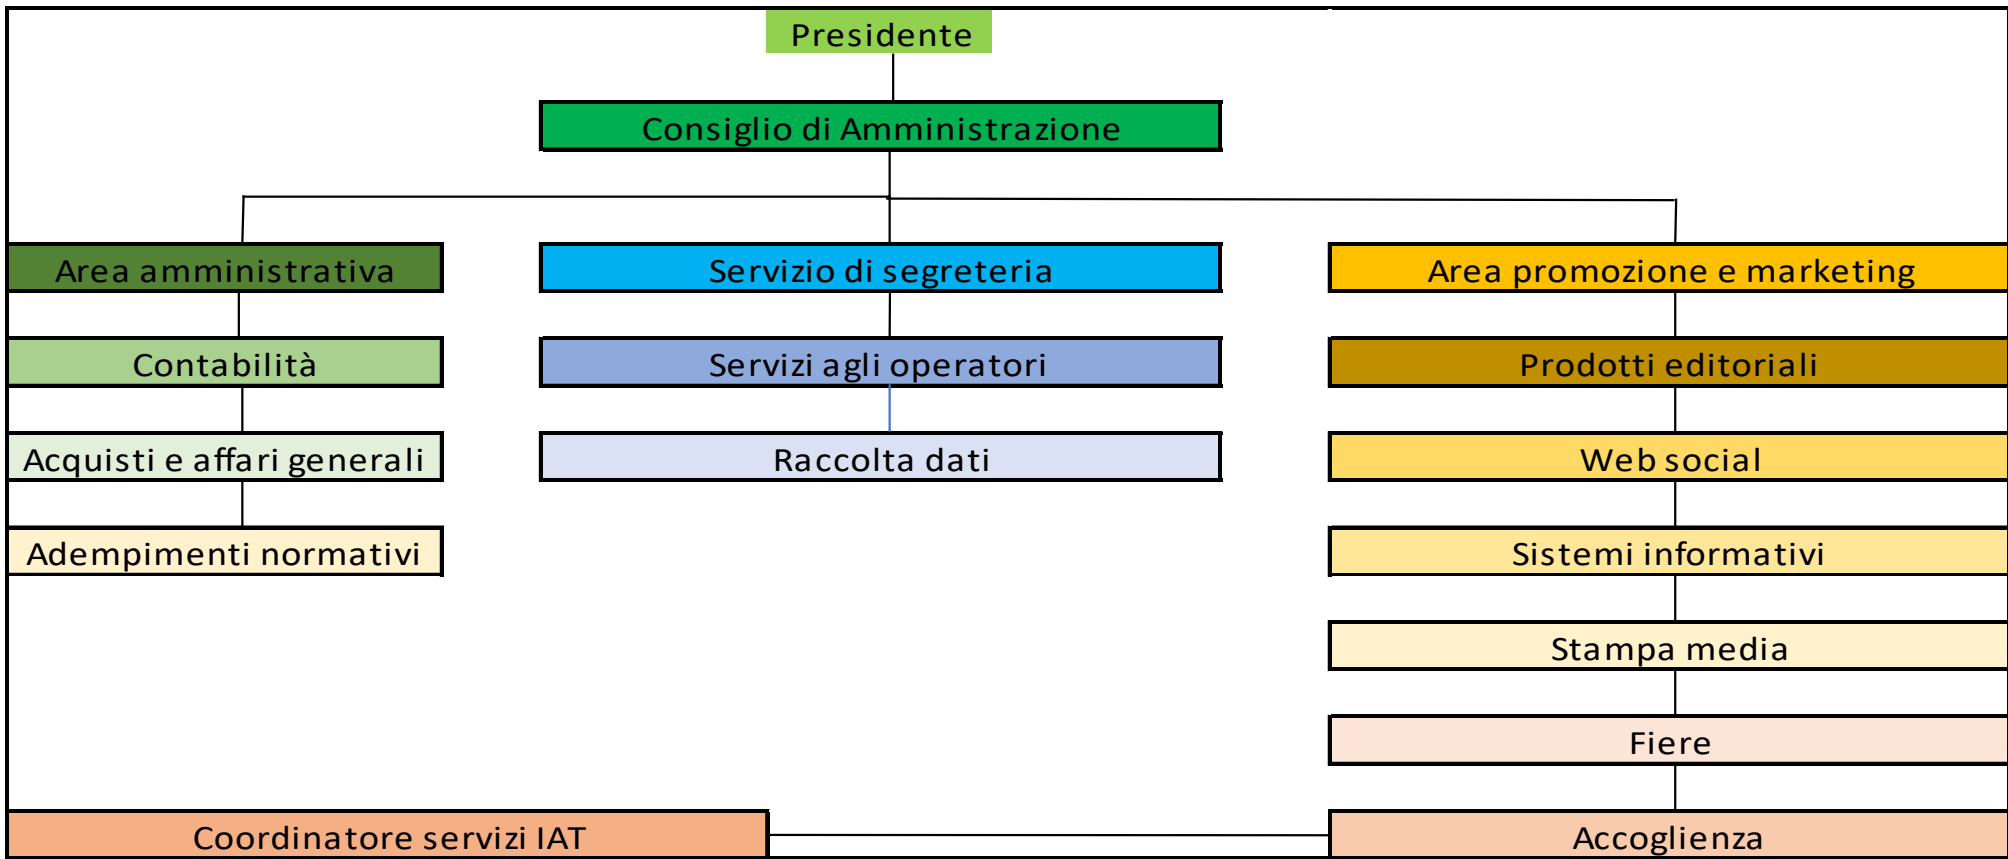 Presidente
Consiglio di Amministrazione
Area amministrativa
Servizio di segreteria
Area promozione e marketing
Contabilità
Servizi agli operatori
Prodotti editoriali
Acquisti e affari generali
Raccolta dati
Web social
Adempimenti normativi
Sistemi informativi
Stampa media
Fiere
Coordinatore servizi IAT
Accoglienza